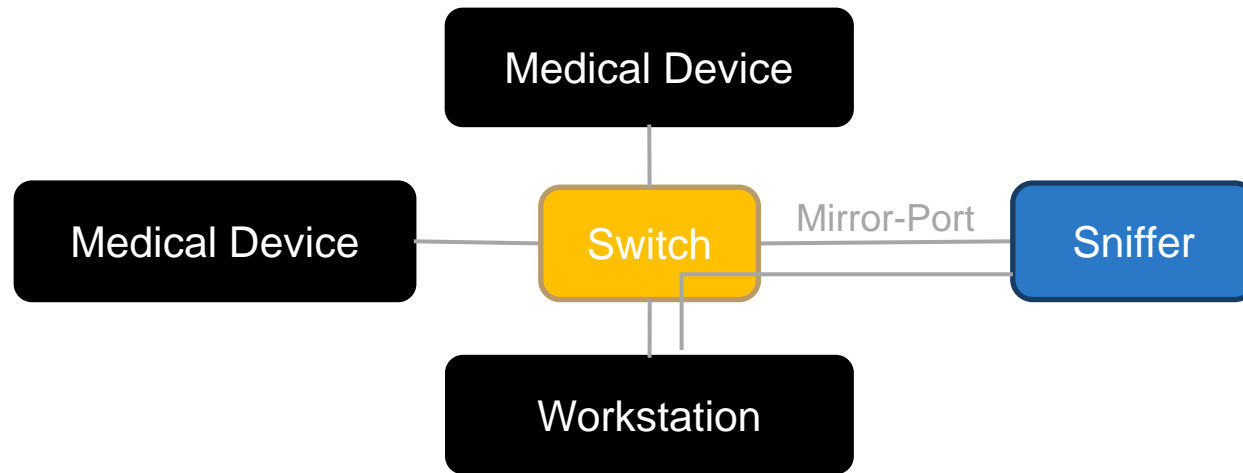 Medical Device
Medical Device
Switch
Mirror-Port
Sniffer
Workstation